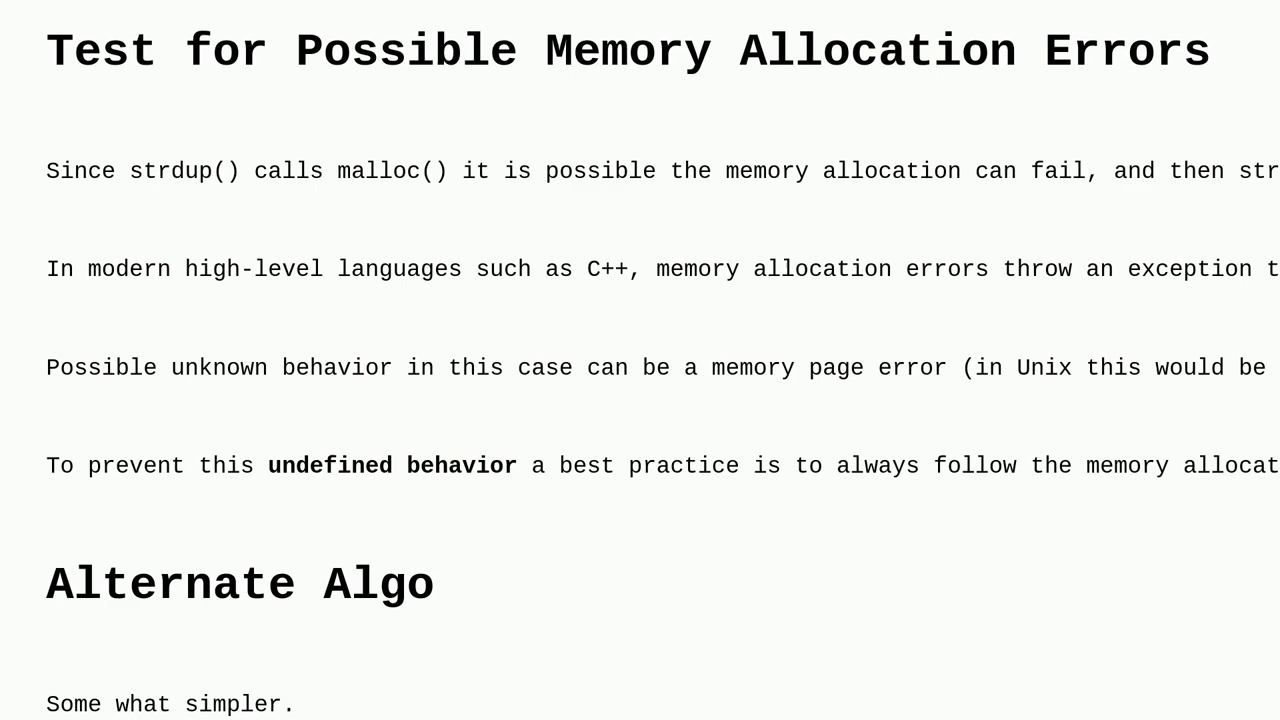 Test for Possible Memory Allocation Errors
Since strdup() calls malloc() it is possible the memory allocation can fail, and then str
In modern high-level languages such as C++, memory allocation errors throw an exception t
Possible unknown behavior in this case can be a memory page error (in Unix this would be
To prevent this undefined behavior a best practice is to always follow the memory allocat
Alternate Algo
Some what simpler.